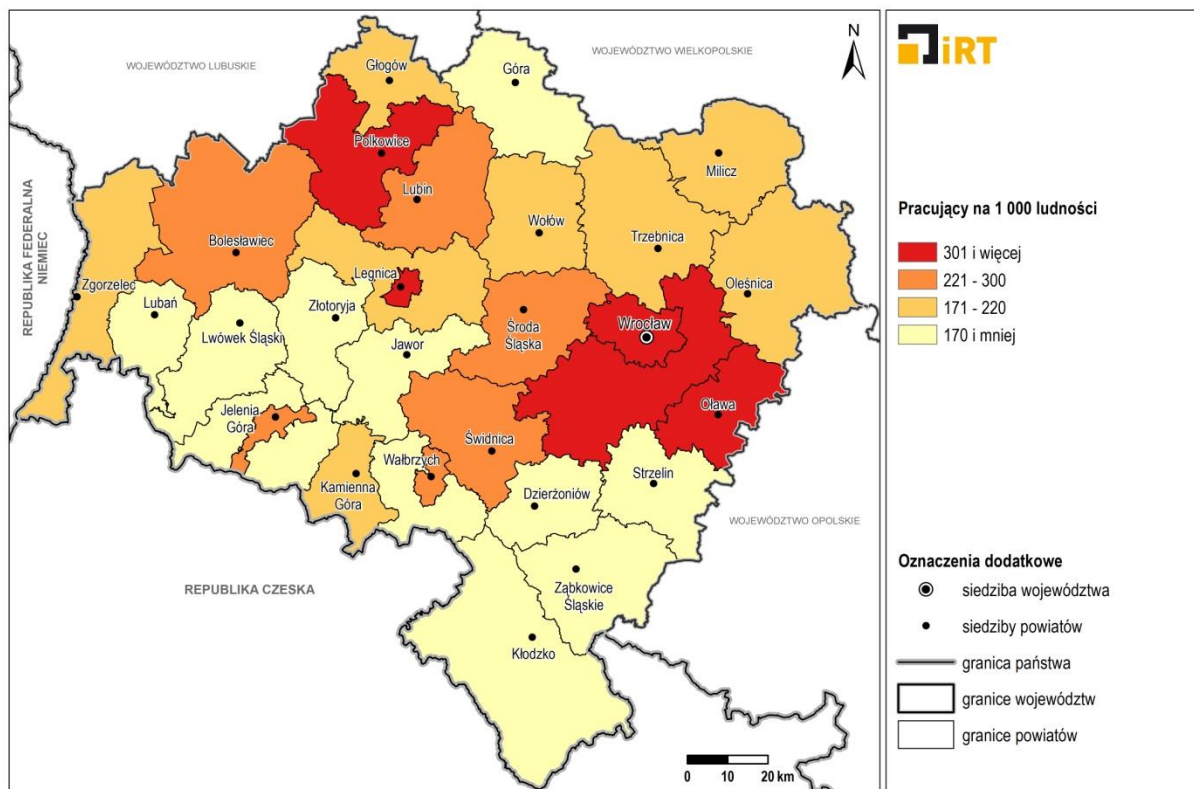 WOJEWÓDZTWO LUBUSKIE
WOJEWÓDZTWO WIELKOPOLSKIE
N
Głogów
Góra
Polkowice
Milicz
Lubin
Wołów
Bolesławiec
Trzebnica
REPUBLIKA FEDERALNA
NIEMIEC
Zgorzelec
Legnica
Oleśnica
Lubań
Złotoryja
Lwówek Śląski
Środa
Śląska
Wrocław
Jawor
Jelenia
Góra
Oława
Świdnica
Wałbrzych
Kamienna
Góra
Strzelin
Dzierżoniów
WOJEWÓDZTWO OPOLSKIE
REPUBLIKA CZESKA
Ząbkowice
Śląskie
Kłodzko
0 10 20 km
iRT
Pracujący na 1 000 ludności
301 i więcej
221 - 300
171 - 220
170 i mniej
Oznaczenia dodatkowe
siedziba województwa
siedziby powiatów
granica państwa
granice województw
granice powiatów